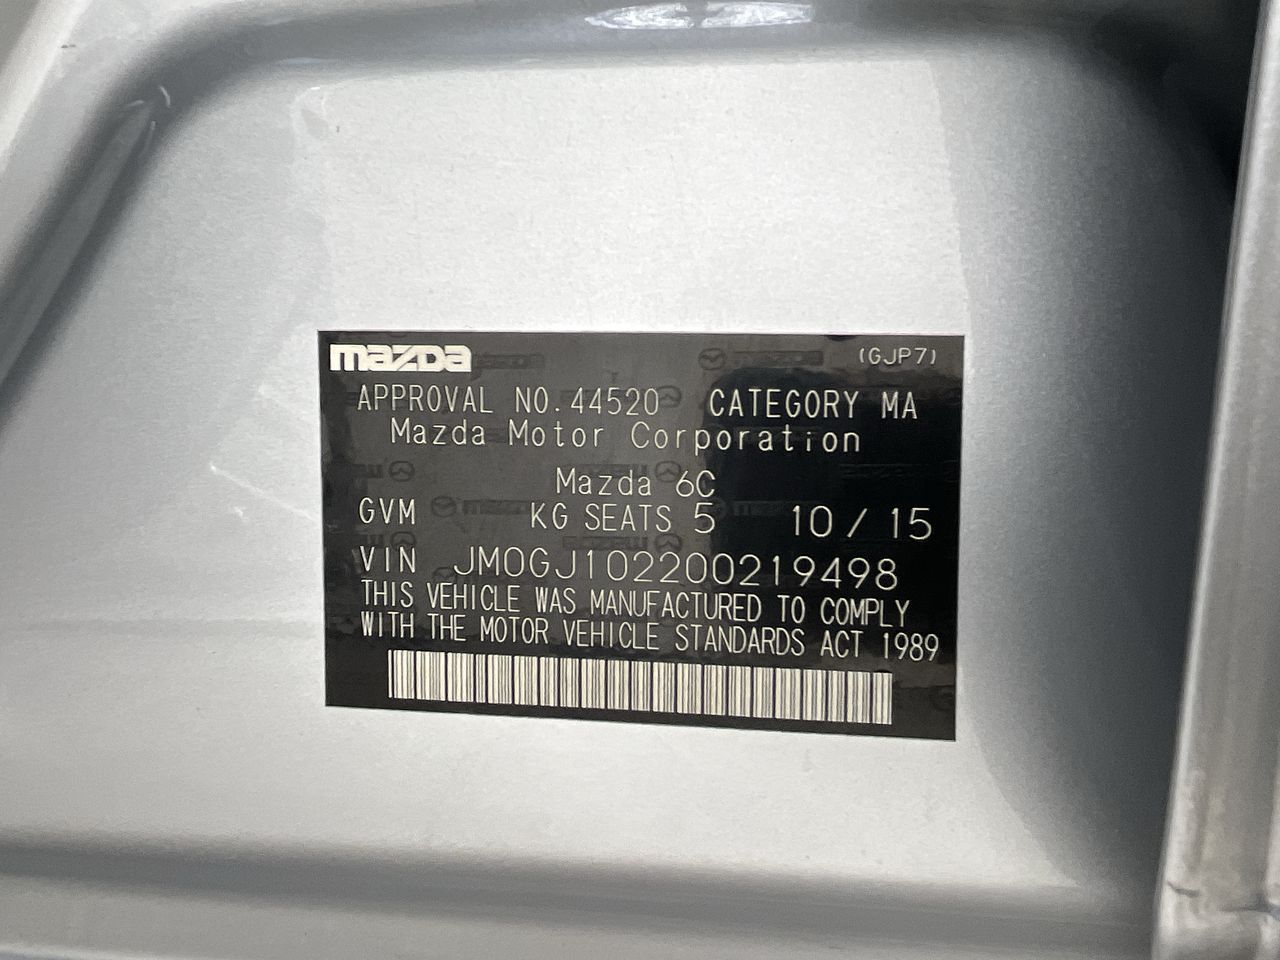 mazda (GJP7)
APPROVAL NO. 44520 CATEGORY MA
Mazda Motor Corporation
Mazda 6C
GVM KG SEATS 5 10/15
VIN JM0GJ102200219498
THIS VEHICLE WAS MANUFACTURED TO COMPLY
WITH THE MOTOR VEHICLE STANDARDS ACT 1989